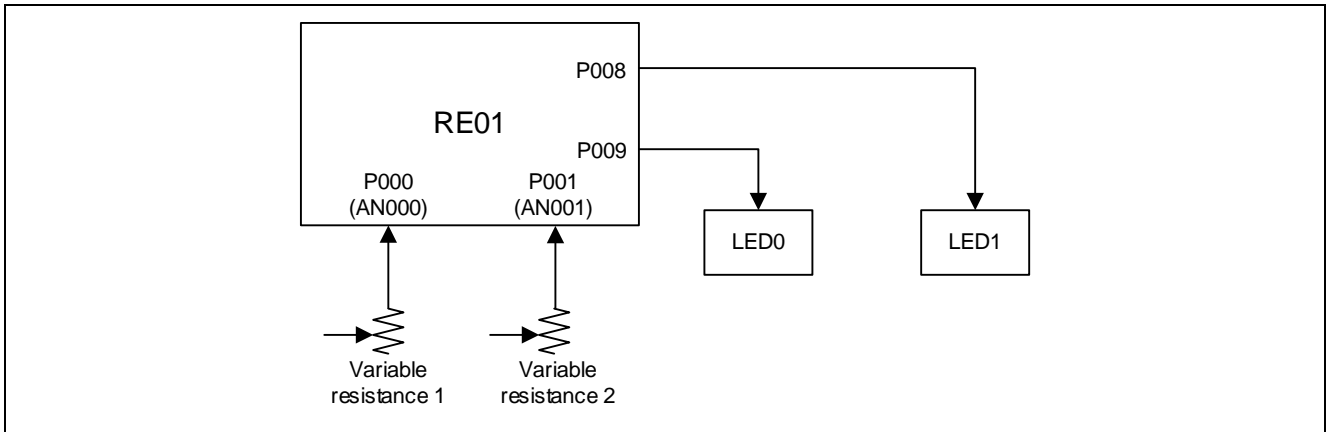 P008
RE01
P009
P000
(AN000)
P001
(AN001)
LED0
LED1
Variable
resistance 1
Variable
resistance 2